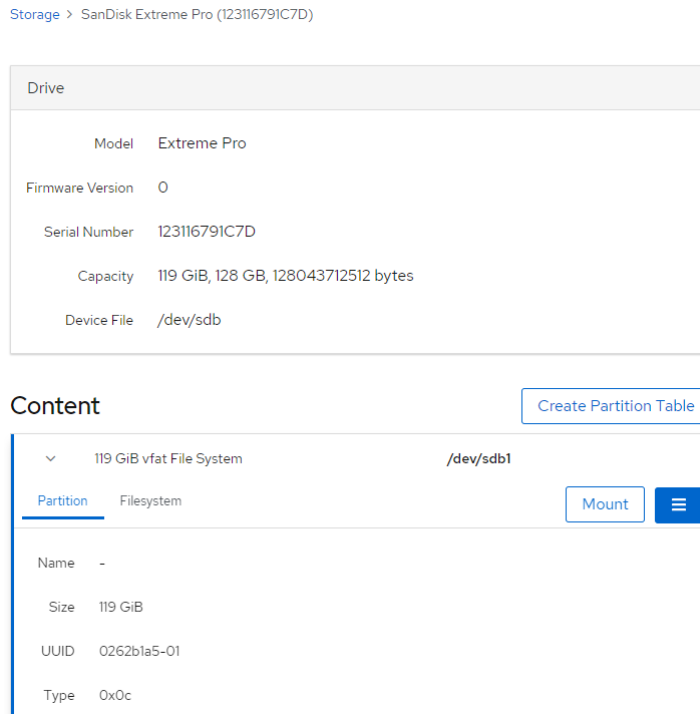 Storage > SanDisk Extreme Pro (123116791C7D)
Drive
Model Extreme Pro
Firmware Version 0
Serial Number 123116791C7D
Capacity 119 GiB, 128 GB, 128043712512 bytes
Device File /dev/sdb
Content Create Partition Table
119 GiB vfat File System /dev/sdb1
Partition Filesystem Mount
Name -
Size 119 GiB
UUID 0262b1a5-01
Type 0x0c